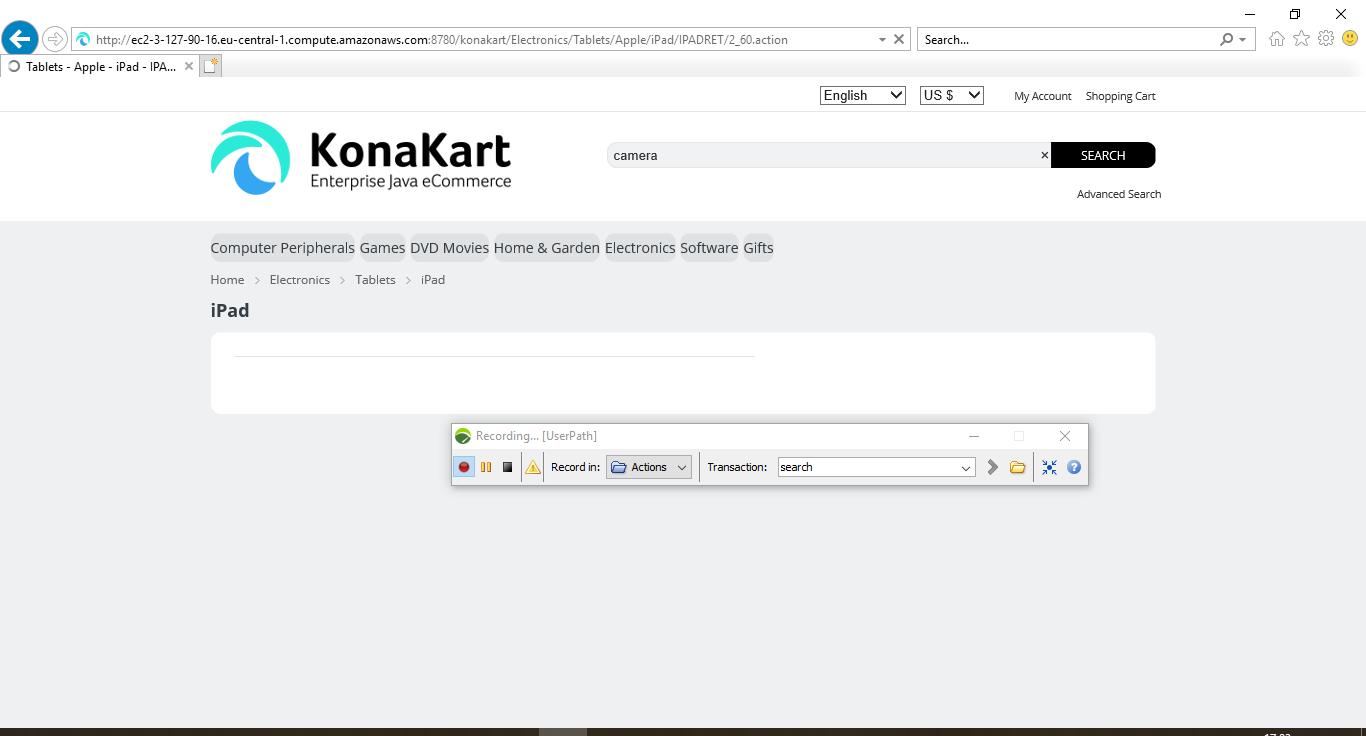 http://ec2-3-127-90-16.eu-central-1.compute.amazonaws.com:8780/konakart/Electronics/Tablets/Apple/iPad/IPADRET/2_60.action
Search...
Tablets - Apple - iPad - IPA...
English
US $
My Account
Shopping Cart
KonaKart
Enterprise Java eCommerce
camera
×
SEARCH
Advanced Search
Computer Peripherals Games DVD Movies Home & Garden Electronics Software Gifts
Home > Electronics > Tablets > iPad
iPad
Recording... [UserPath]
Record in: Actions Transaction: search